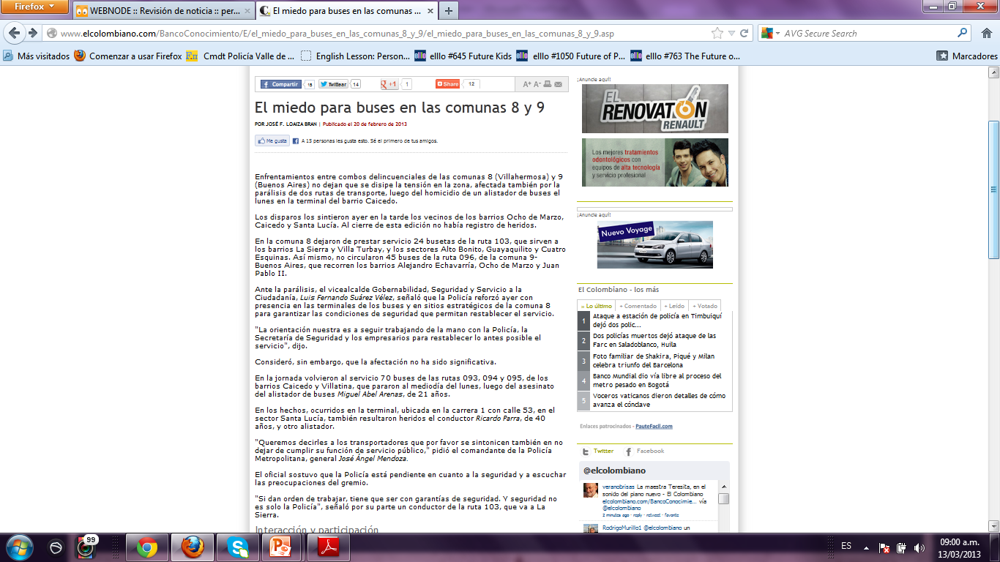 Firefox
WEBNODE :: Revisión de noticia :: per...
El miedo para buses en las comunas ...
www.elcolombiano.com/BancoConocimiento/E/el_miedo_para_buses_en_las_comunas_8_y_9/el_miedo_para_buses_en_las_comunas_8_y_9.asp
AVG Secure Search
Más visitados
Comenzar a usar Firefox
Cmdt Policía Valle de ...
English Lesson: Person...
elllo #645 Future Kids
elllo #1050 Future of P...
elllo #763 The Future o...
Marcadores
Compartir 15
Twittear 14
+1 1
Share 12
A+ A-
El miedo para buses en las comunas 8 y 9
POR JOSÉ F. LOAIZA BRAN | Publicado el 20 de febrero de 2013
Me gusta A 15 personas les gusta esto. Sé el primero de tus amigos.
Enfrentamientos entre combos delincuenciales de las comunas 8 (Villahermosa) y 9
(Buenos Aires) no dejan que se disipe la tensión en la zona, afectada también por la
parálisis de dos rutas de transporte, luego del homicidio de un alistador de buses el
lunes en la terminal del barrio Caicedo.
Los disparos los sintieron ayer en la tarde los vecinos de los barrios Ocho de Marzo,
Caicedo y Santa Lucía. Al cierre de esta edición no había registro de heridos.
En la comuna 8 dejaron de prestar servicio 24 busetas de la ruta 103, que sirven a
los barrios La Sierra y Villa Turbay, y los sectores Alto Bonito, Guayaquilito y Cuatro
Esquinas. Así mismo, no circularon 45 buses de la ruta 096, de la comuna 9-
Buenos Aires, que recorren los barrios Alejandro Echavarría, Ocho de Marzo y Juan
Pablo II.
Ante la parálisis, el vicealcalde Gobernabilidad, Seguridad y Servicio a la
Ciudadanía, Luis Fernando Suárez Vélez, señaló que la Policía reforzó ayer con
presencia en las terminales de los buses y en sitios estratégicos de la comuna 8
para garantizar las condiciones de seguridad que permitan restablecer el servicio.
"La orientación nuestra es a seguir trabajando de la mano con la Policía, la
Secretaría de Seguridad y los empresarios para restablecer lo antes posible el
servicio", dijo.
Consideró, sin embargo, que la afectación no ha sido significativa.
En la jornada volvieron al servicio 70 buses de las rutas 093, 094 y 095, de los
barrios Caicedo y Villatina, que pararon al mediodía del lunes, luego del asesinato
del alistador de buses Miguel Abel Arenas, de 21 años.
En los hechos, ocurridos en la terminal, ubicada en la carrera 1 con calle 53, en el
sector Santa Lucía, también resultaron heridos el conductor Ricardo Parra, de 40
años, y otro alistador.
"Queremos decirles a los transportadores que por favor se sintonicen también en no
dejar de cumplir su función de servicio público," pidió el comandante de la Policía
Metropolitana, general José Ángel Mendoza.
El oficial sostuvo que la Policía está pendiente en cuanto a la seguridad y a escuchar
las preocupaciones del gremio.
"Si dan orden de trabajar, tiene que ser con garantías de seguridad. Y seguridad no
es solo la Policía", señaló por su parte un conductor de la ruta 103, que va a La
Sierra.
Interacción y participación
¡Anuncie aquí!
EL
RENOVATÓN
RENAULT
Los mejores tratamientos
odontológicos con
equipos de alta tecnología
y servicio profesional
¡Anuncie aquí!
Nuevo Voyage
El Colombiano - los más
» Lo último
+ Comentado
+ Leído
+ Votado
1 Ataque a estación de policía en Timbuiquí
dejó dos polic...
2 Dos policías muertos dejó ataque de las
Farc en Saladoblanco, Huila
3 Foto familiar de Shakira, Piqué y Milan
celebra triunfo del Barcelona
4 Banco Mundial dio vía libre al proceso del
metro pesado en Bogotá
5 Voceros vaticanos dieron detalles de cómo
avanza el cónclave
Enlaces patrocinados - PauteFacil.com
Twitter
Facebook
@elcolombiano
veranobrisas La maestra Teresita, en el
sonido del piano nuevo - El Colombiano
elcolombiano.com/BancoConocimie... vía
@elcolombiano
2 minutes ago · reply · retweet · favorite
RodrigoMurillo1 @elcolombiano un
99
ES
09:00 a.m.
13/03/2013